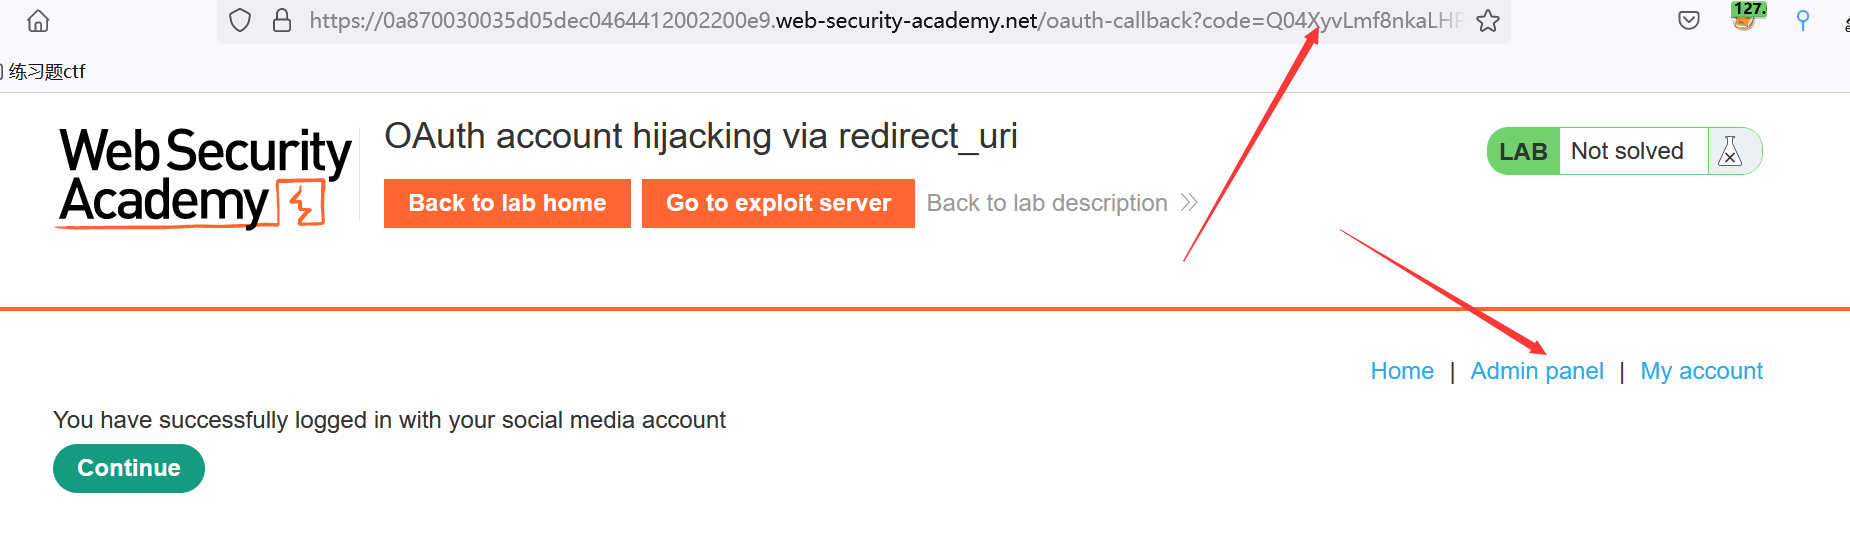 https://0a870030035d05dec0464412002200e9.web-security-academy.net/oauth-callback?code=Q04XyvLmf8nkaLHP
127.
练习题ctf
Web Security
Academy
OAuth account hijacking via redirect_uri
LAB Not solved
Back to lab home Go to exploit server Back to lab description
Home | Admin panel | My account
You have successfully logged in with your social media account
Continue